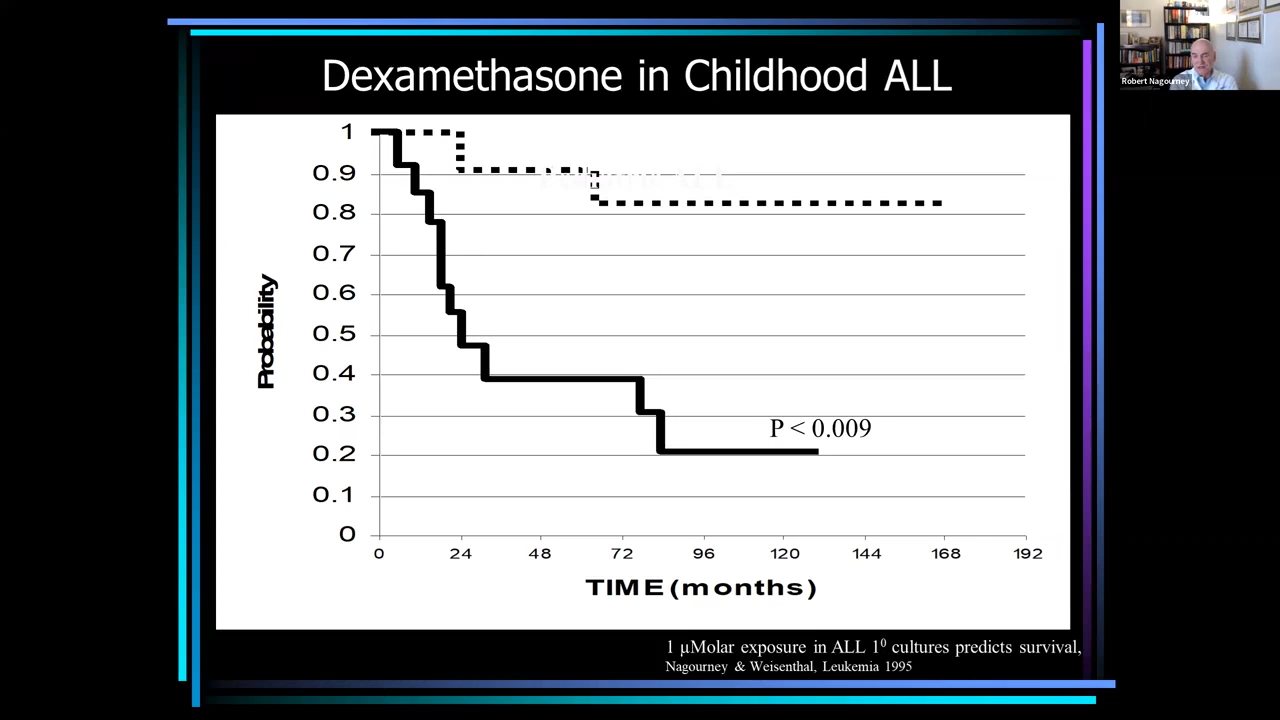 Dexamethasone in Childhood ALL
Robert Nagourney
1
0.9
0.8
0.7
0.6
0.5
0.4
0.3
0.2
0.1
0
Probability
P < 0.009
0 24 48 72 96 120 144 168 192
TIME (months)
1 µMolar exposure in ALL 1⁰ cultures predicts survival,
Nagourney & Weisenthal, Leukemia 1995